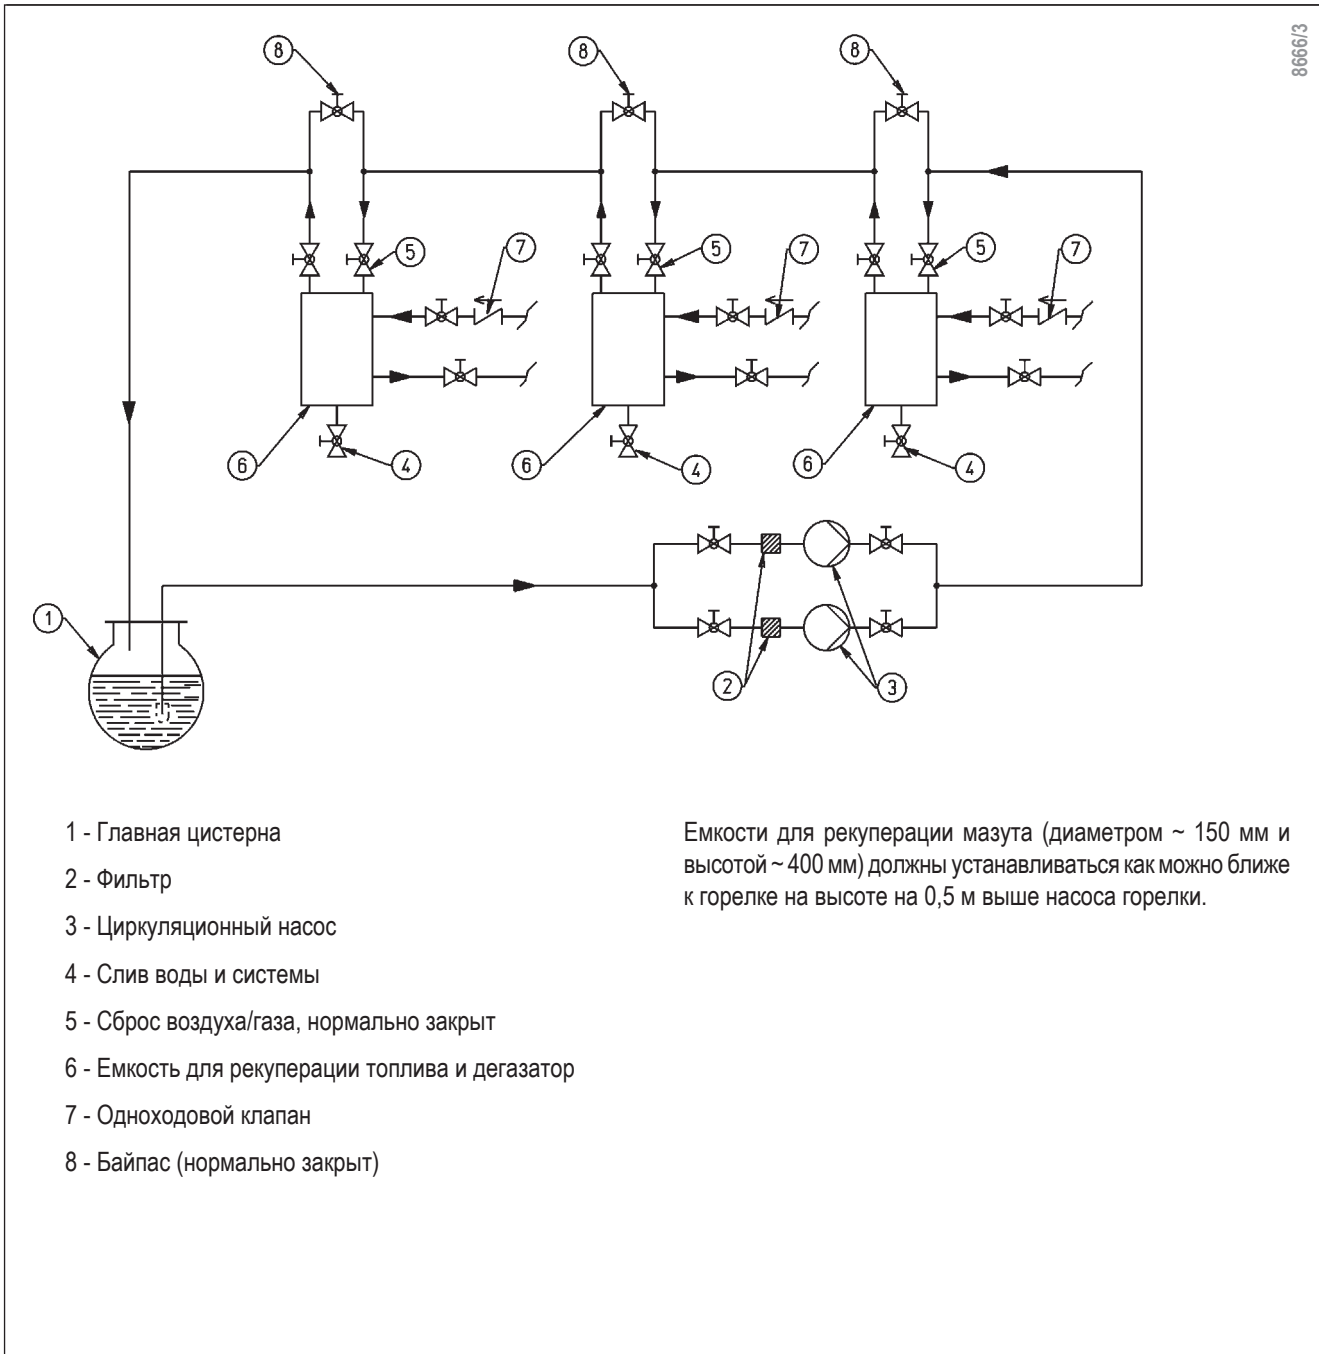 8666/3
8
8
8
5
7
5
7
5
7
6
4
6
4
6
4
1
2
3
1 - Главная цистерна
2 - Фильтр
3 - Циркуляционный насос
4 - Слив воды и системы
5 - Сброс воздуха/газа, нормально закрыт
6 - Емкость для рекуперации топлива и дегазатор
7 - Одноходовой клапан
8 - Байпас (нормально закрыт)
Емкости для рекуперации мазута (диаметром ~ 150 мм и
высотой ~ 400 мм) должны устанавливаться как можно ближе
к горелке на высоте на 0,5 м выше насоса горелки.